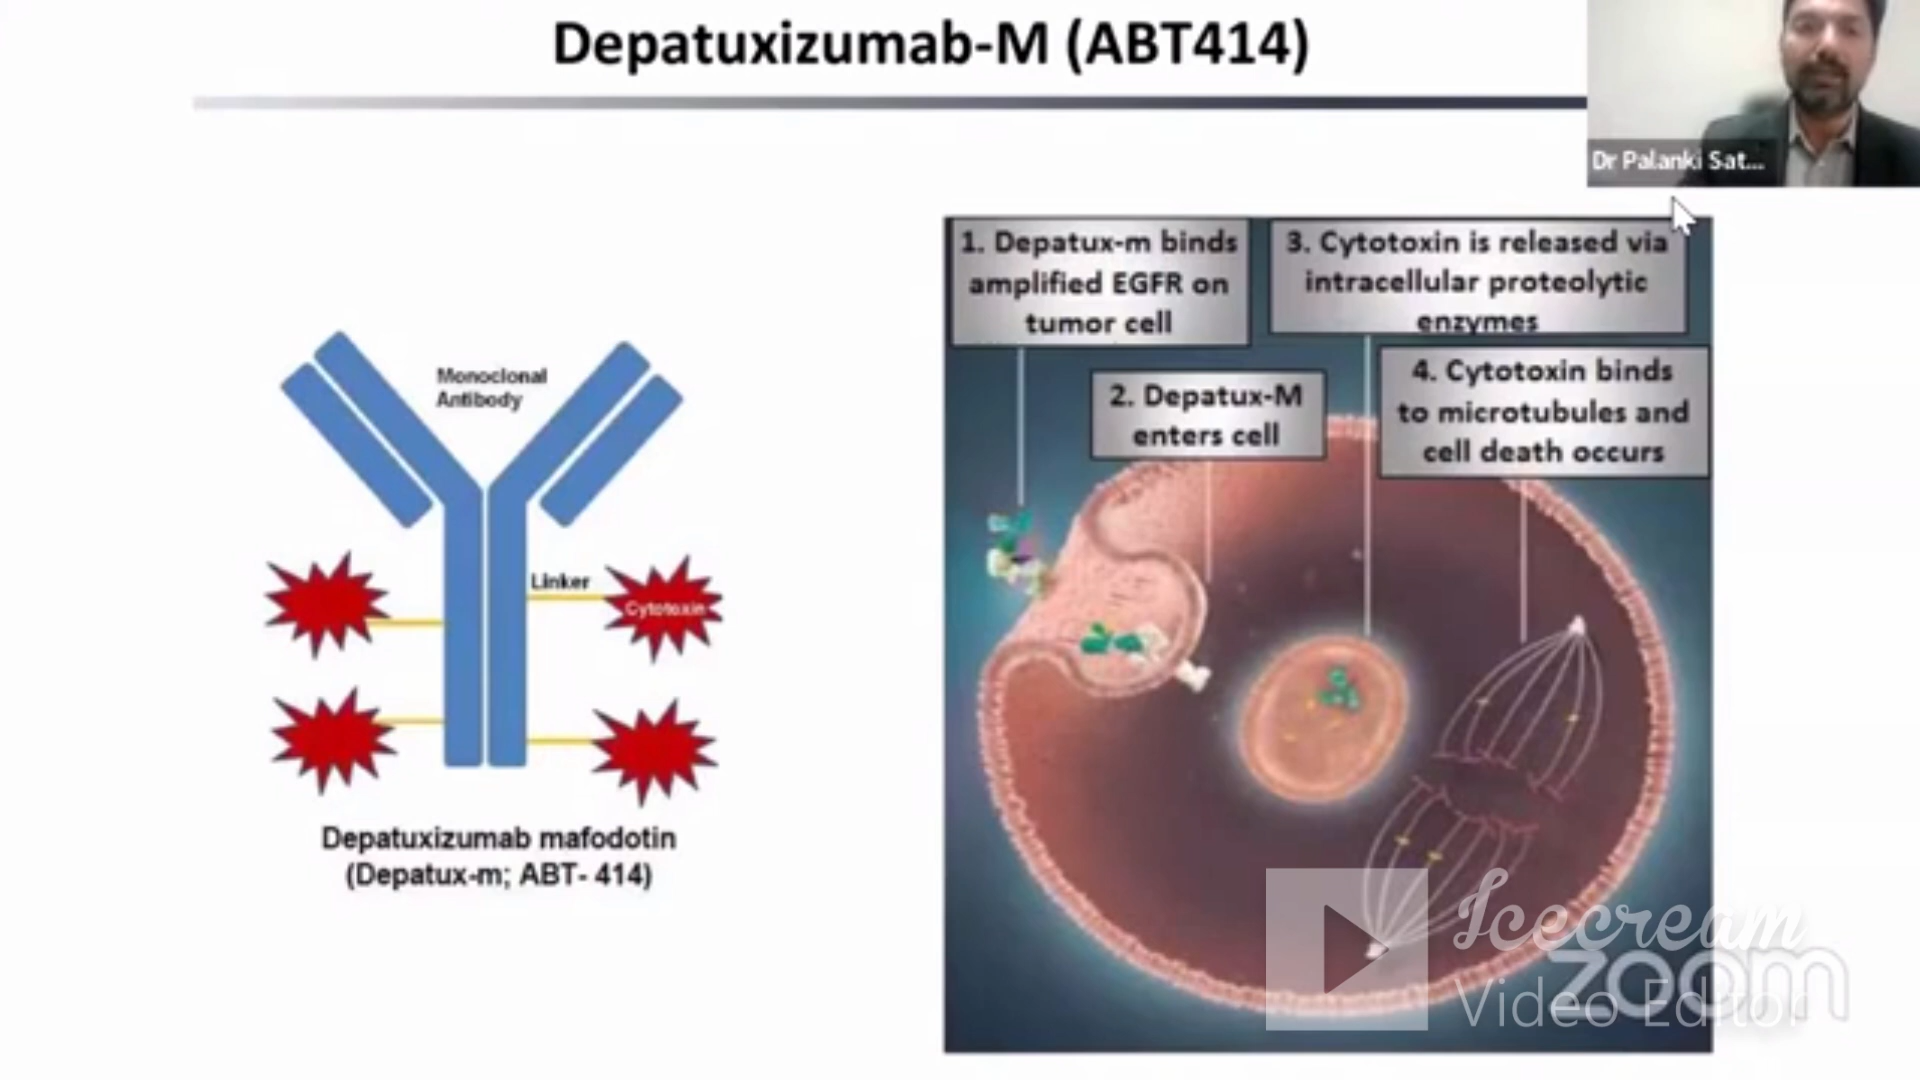 Depatuxizumab-M (ABT414)
Dr Palanki Sat...
Monoclonal
Antibody
Linker
Cytotoxin
Depatuxizumab mafodotin
(Depatux-m; ABT- 414)
1. Depatux-m binds
amplified EGFR on
tumor cell
2. Depatux-M
enters cell
3. Cytotoxin is released via
intracellular proteolytic
enzymes
4. Cytotoxin binds
to microtubules and
cell death occurs
Icecream
Video Editor
zoom